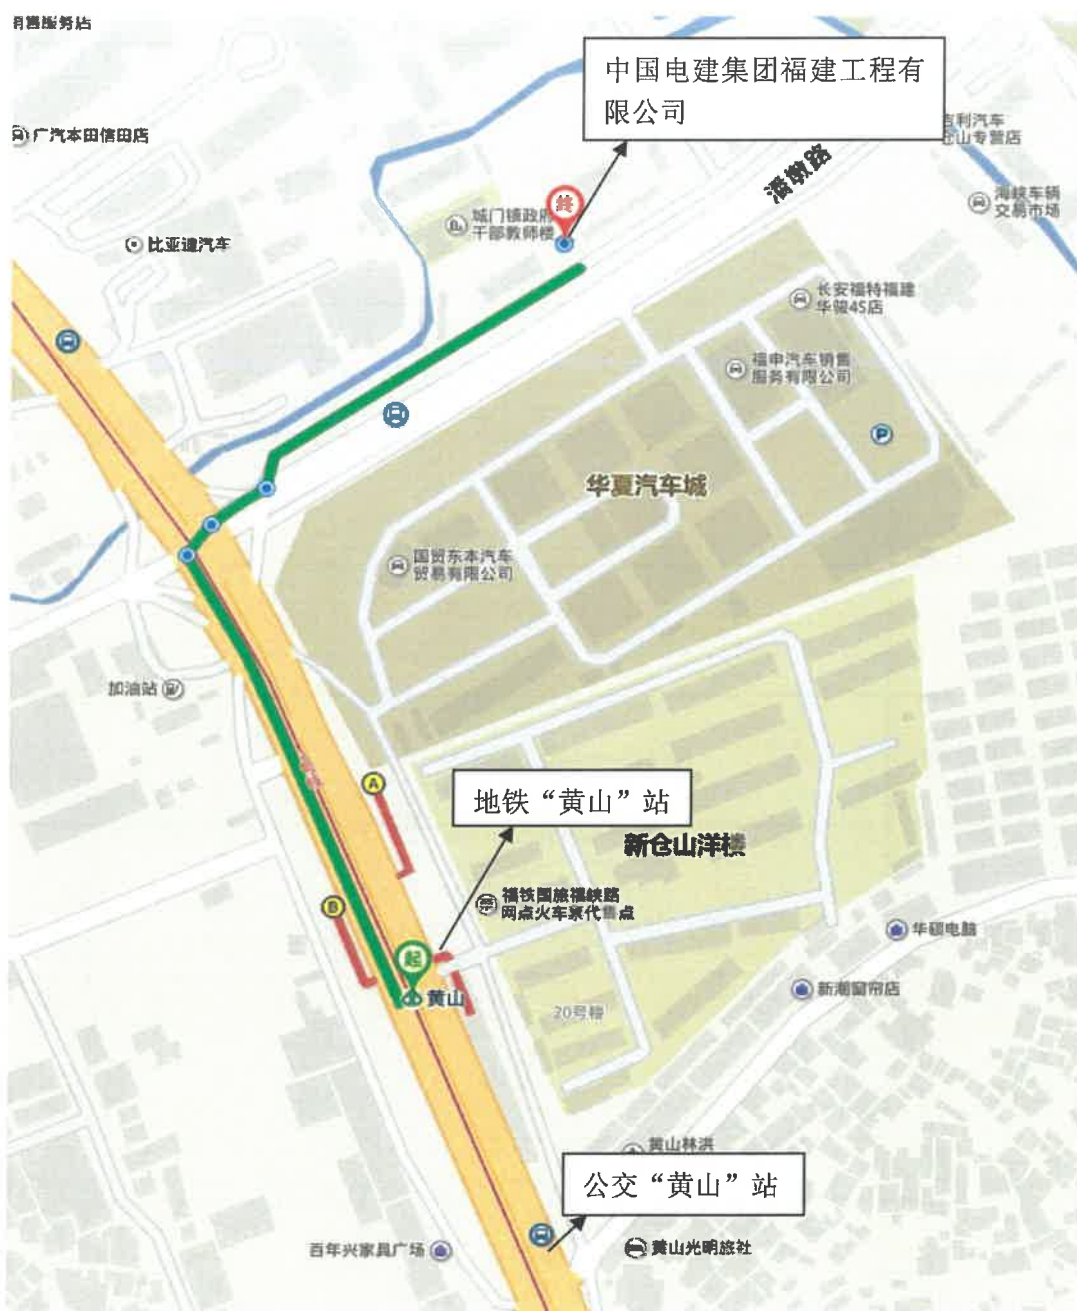 中国电建集团福建工程有
限公司
广汽本田信田店
吉利汽车
仓山专营店
潘墩路
海峡车辆
交易市场
终
城门镇政府
干部教师楼
比亚迪汽车
长安福特福建
华骏4S店
福申汽车销售
服务有限公司
P
华夏汽车城
国贸东本汽车
贸易有限公司
加油站
A
地铁“黄山”站
新仓山洋楼
福铁国旅福峡路
网点火车票代售点
B
华硕电脑
起
黄山
新潮窗帘店
20号楼
黄山林洪
公交“黄山”站
百年兴家具广场
黄山光明旅社